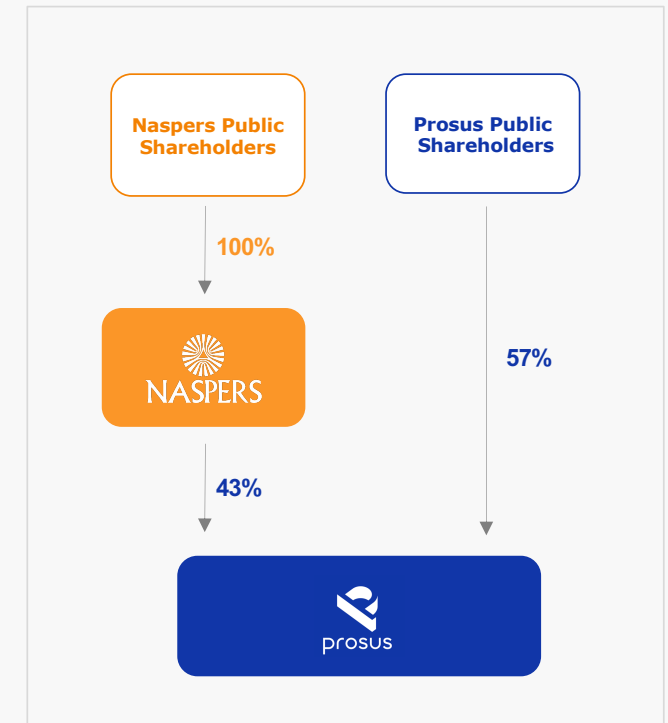 Naspers Public
Shareholders
Prosus Public
Shareholders
100%
NASPERS
57%
43%
prosus